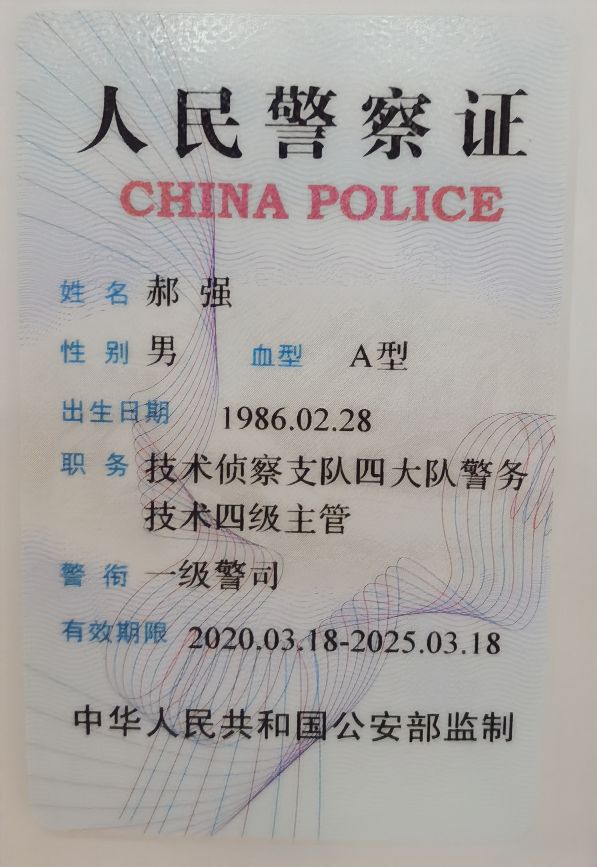 人民警察证
CHINA POLICE
姓名 郝强
性别 男 血型 A型
出生日期 1986.02.28
职务 技术侦察支队四大队警务
技术四级主管
警衔 一级警司
有效期限 2020.03.18-2025.03.18
中华人民共和国公安部监制